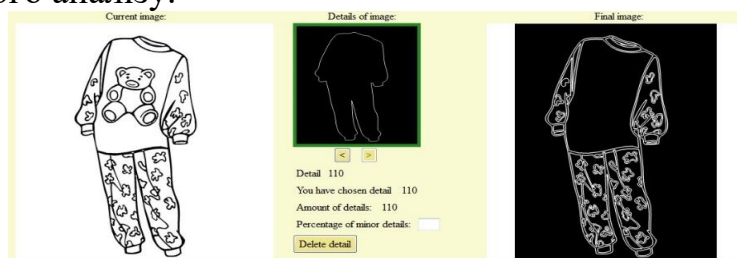 Current image:
Details of image:
Final image:
<
>
Detail 110
You have chosen detail 110
Amount of details: 110
Percentage of minor details:
Delete detail